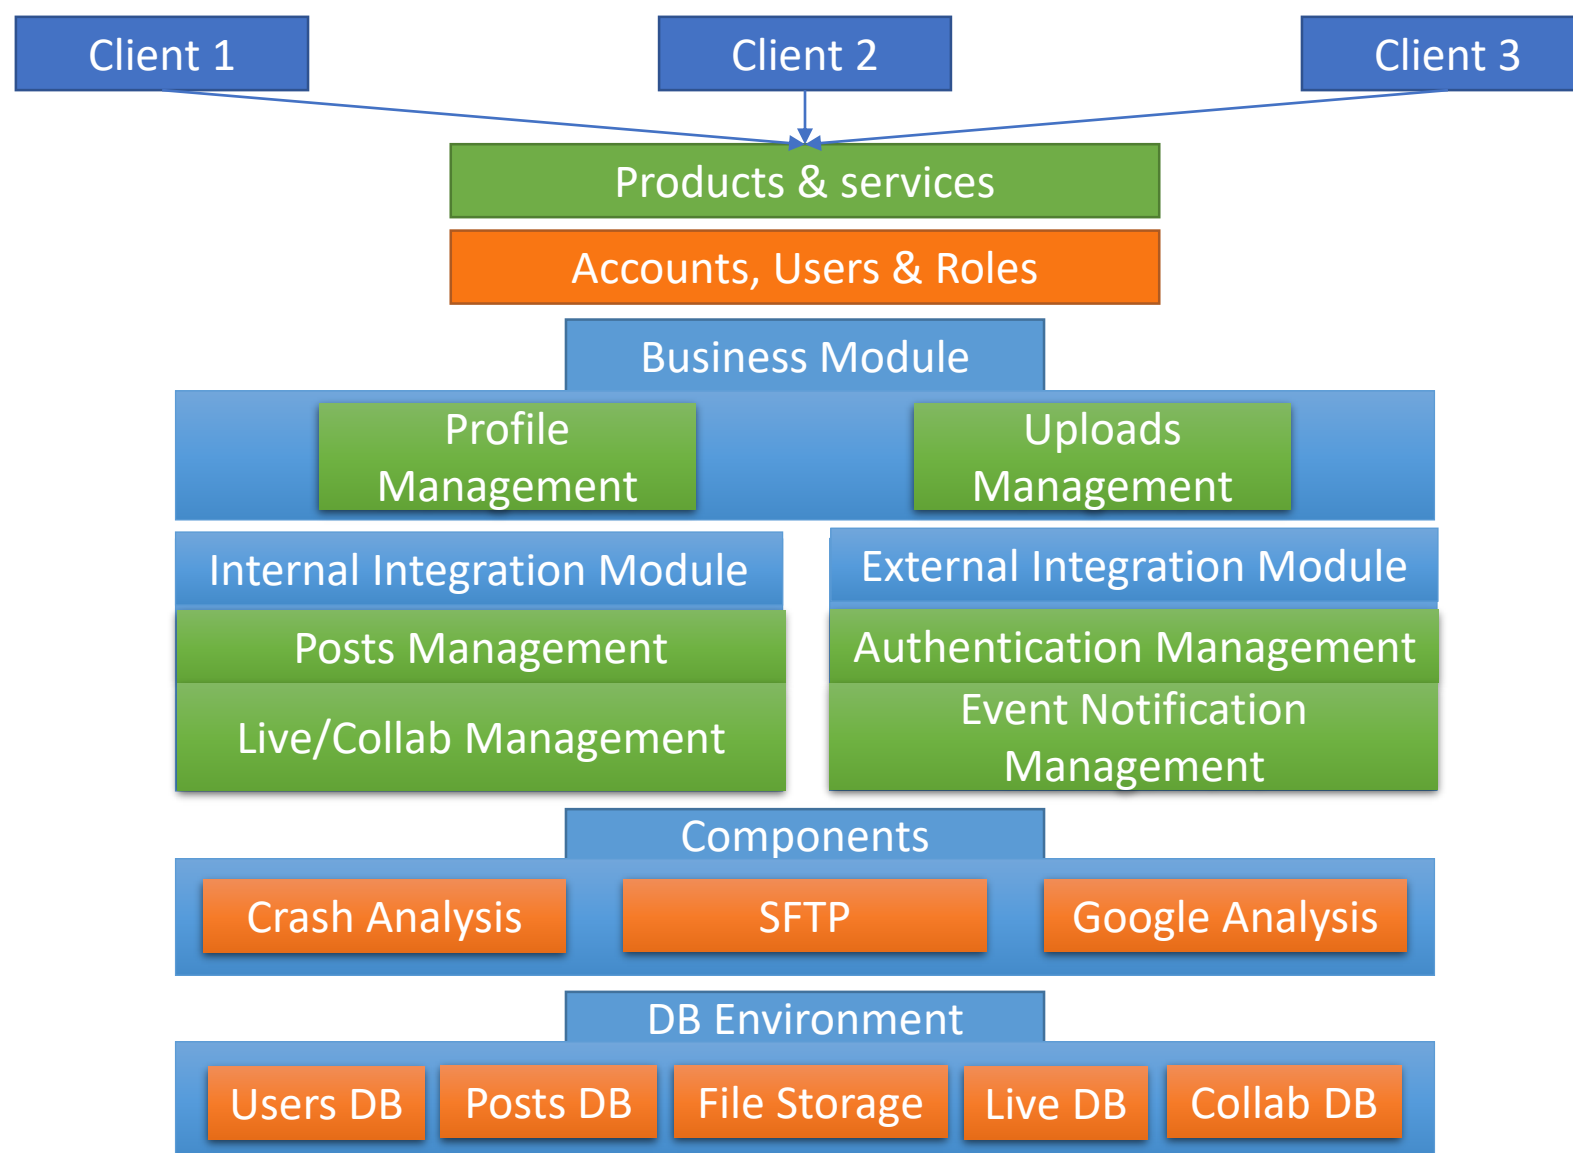 Client 1
Client 2
Client 3
Products & services
Accounts, Users & Roles
Business Module
Profile
Management
Uploads
Management
Internal Integration Module
External Integration Module
Posts Management
Authentication Management
Live/Collab Management
Event Notification
Management
Components
Crash Analysis
SFTP
Google Analysis
DB Environment
Users DB
Posts DB
File Storage
Live DB
Collab DB